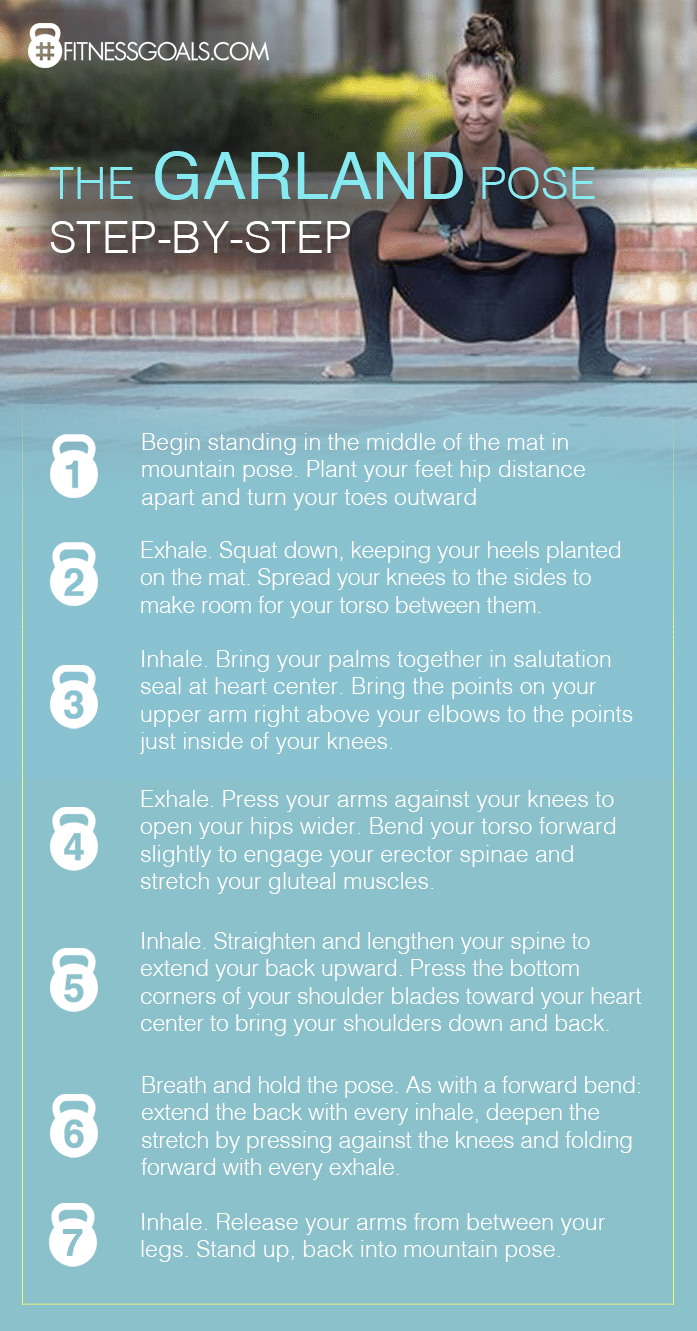 #FITNESSGOALS.COM
THE GARLAND POSE
STEP-BY-STEP
1
Begin standing in the middle of the mat in
mountain pose. Plant your feet hip distance
apart and turn your toes outward
2
Exhale. Squat down, keeping your heels planted
on the mat. Spread your knees to the sides to
make room for your torso between them.
3
Inhale. Bring your palms together in salutation
seal at heart center. Bring the points on your
upper arm right above your elbows to the points
just inside of your knees.
4
Exhale. Press your arms against your knees to
open your hips wider. Bend your torso forward
slightly to engage your erector spinae and
stretch your gluteal muscles.
5
Inhale. Straighten and lengthen your spine to
extend your back upward. Press the bottom
corners of your shoulder blades toward your heart
center to bring your shoulders down and back.
6
Breath and hold the pose. As with a forward bend:
extend the back with every inhale, deepen the
stretch by pressing against the knees and folding
forward with every exhale.
7
Inhale. Release your arms from between your
legs. Stand up, back into mountain pose.